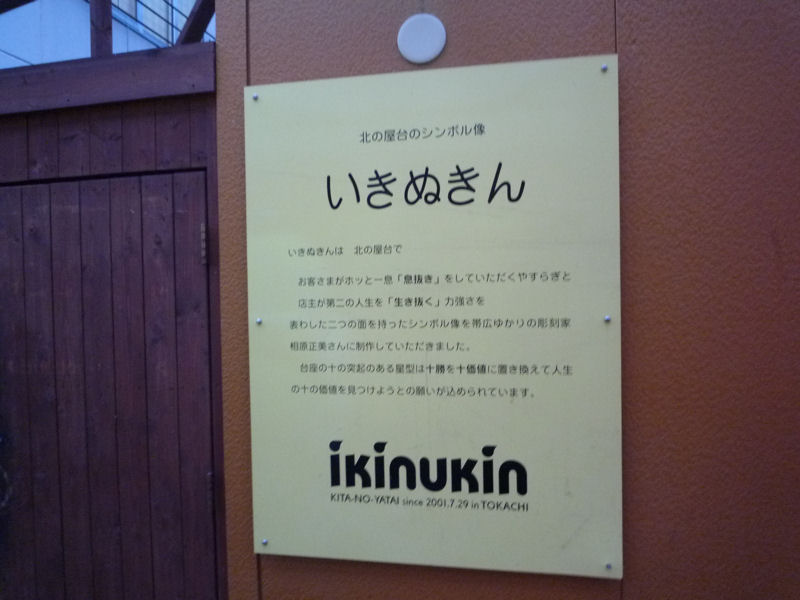 北の屋台のシンボル像
いきぬきん
いきぬきんは 北の屋台で
お客さまがホッと一息「息抜き」をしていただくやすらぎと
店主が第二の人生を「生き抜く」力強さを
表わした二つの面を持ったシンボル像を帯広ゆかりの彫刻家
相原正美さんに制作していただきました。
台座の十の突起のある星型は十勝を十価値に置き換えて人生
の十の価値を見つけようとの願いが込められています。
ikinukin
KITA-NO-YATAI since 2001.7.29 in TOKACHI